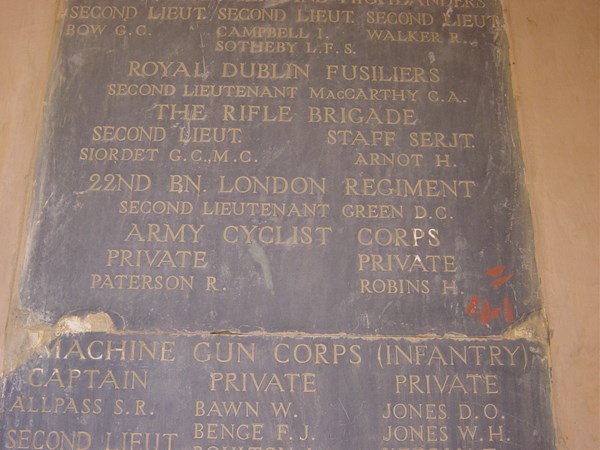 HIGHLANDERS
SECOND LIEUT. SECOND LIEUT. SECOND LIEUT.
BOW G.C. CAMPBELL I. WALKER R.
SOTHEBY L.F.S.
ROYAL DUBLIN FUSILIERS
SECOND LIEUTENANT MACCARTHY C.A.
THE RIFLE BRIGADE
SECOND LIEUT. STAFF SERJT.
SIORDET G.C., M.C. ARNOT H.
22ND BN. LONDON REGIMENT
SECOND LIEUTENANT GREEN D.C.
ARMY CYCLIST CORPS
PRIVATE PRIVATE
PATERSON R. ROBINS H.
MACHINE GUN CORPS (INFANTRY)
CAPTAIN PRIVATE PRIVATE
ALLPASS S.R. BAWN W. JONES D.O.
SECOND LIEUT. BENGE F.J. JONES W.H.